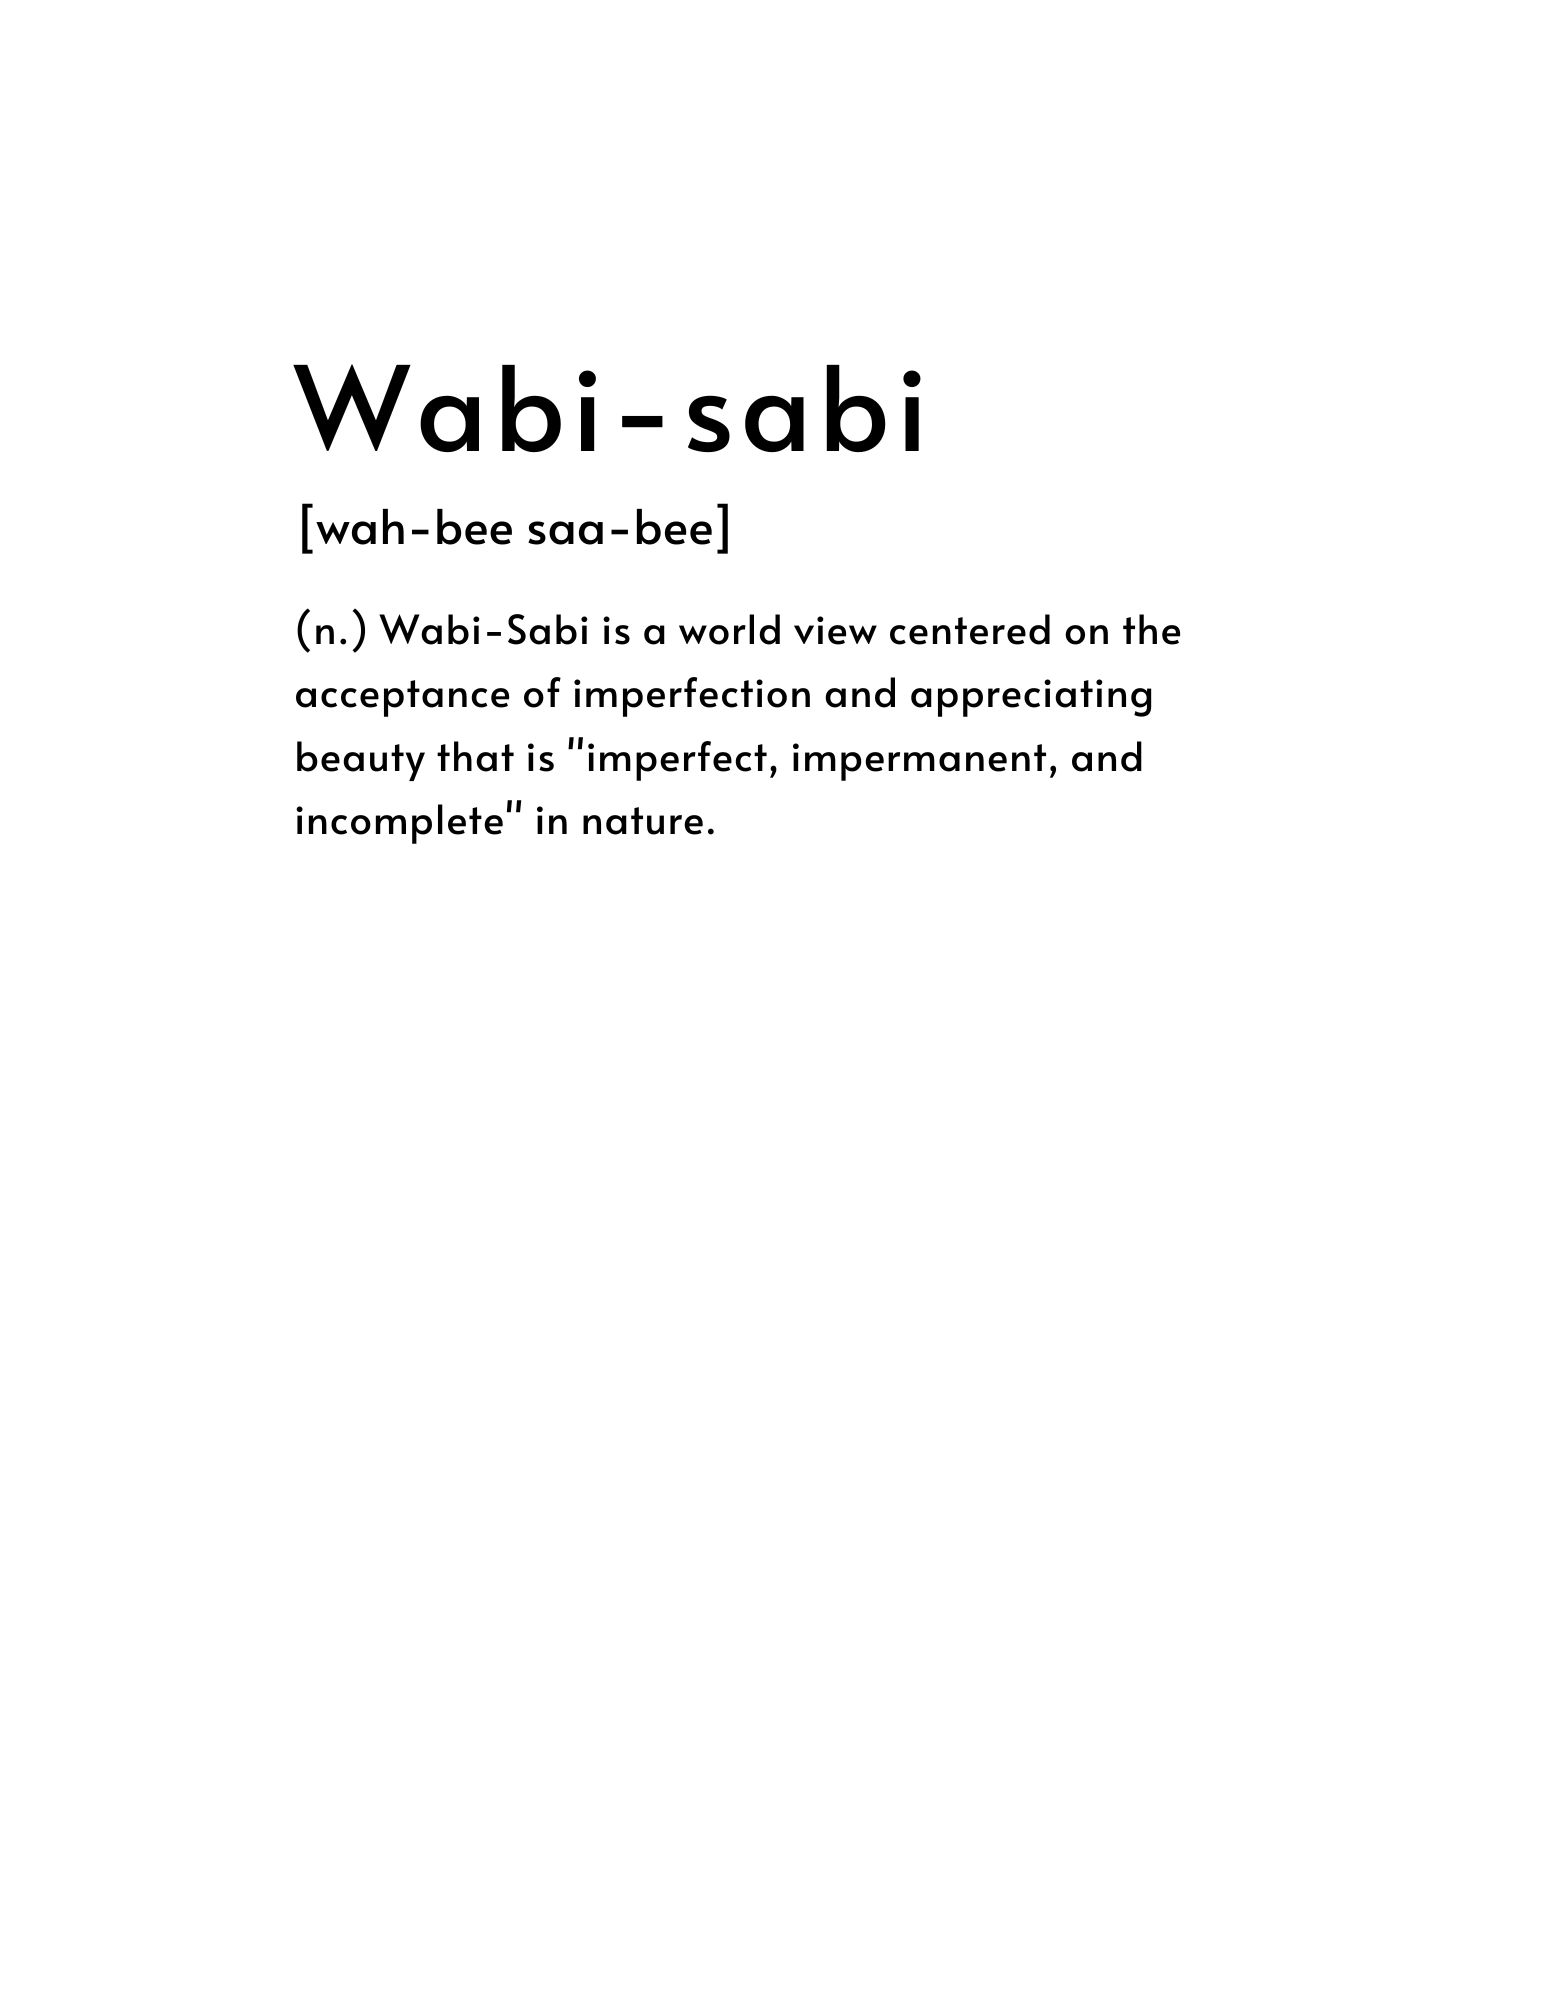 Wabi-sabi
[wah-bee saa-bee]
(n.) Wabi-Sabi is a world view centered on the
acceptance of imperfection and appreciating
beauty that is "imperfect, impermanent, and
incomplete" in nature.